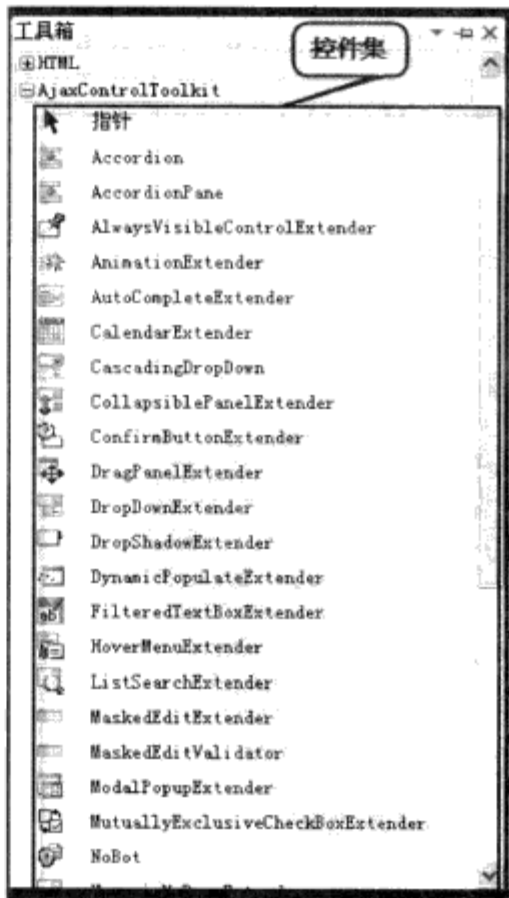 工具箱
控件集
HTML
AjaxControlToolkit
指针
Accordion
AccordionPane
AlwaysVisibleControlExtender
AnimationExtender
AutoCompleteExtender
CalendarExtender
CascadingDropDown
CollapsiblePanelExtender
ConfirmButtonExtender
DragPanelExtender
DropDownExtender
DropShadowExtender
DynamicPopulateExtender
FilteredTextBoxExtender
HoverMenuExtender
ListSearchExtender
MaskedEditExtender
MaskedEditValidator
ModalPopupExtender
MutuallyExclusiveCheckBoxExtender
NoBot